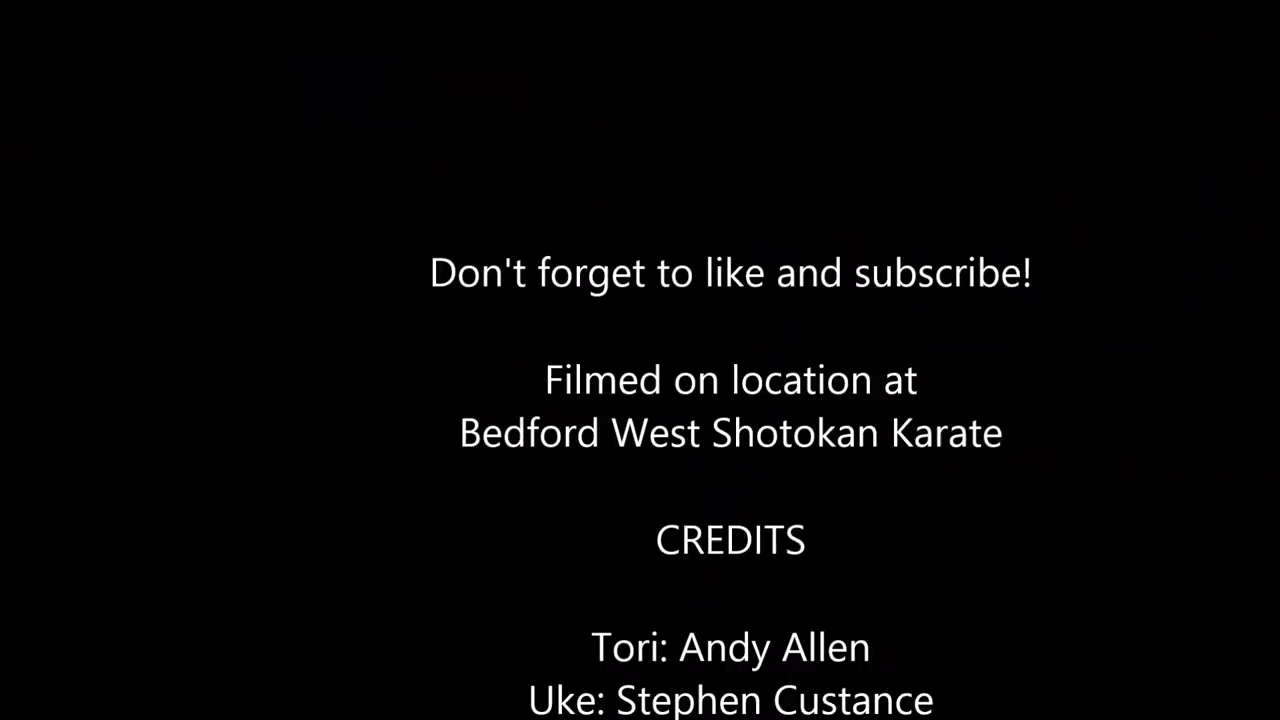 Don't forget to like and subscribe!
Filmed on location at
Bedford West Shotokan Karate
CREDITS
Tori: Andy Allen
Uke: Stephen Custance